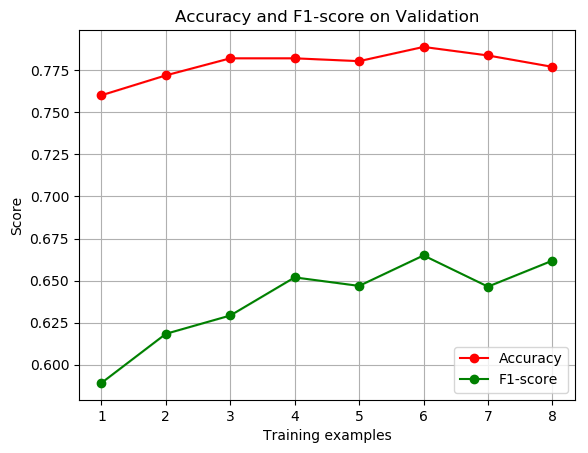 Accuracy and F1-score on Validation
Score
0.775
0.750
0.725
0.700
0.675
0.650
0.625
0.600
1 2 3 4 5 6 7 8
Training examples
Accuracy
F1-score